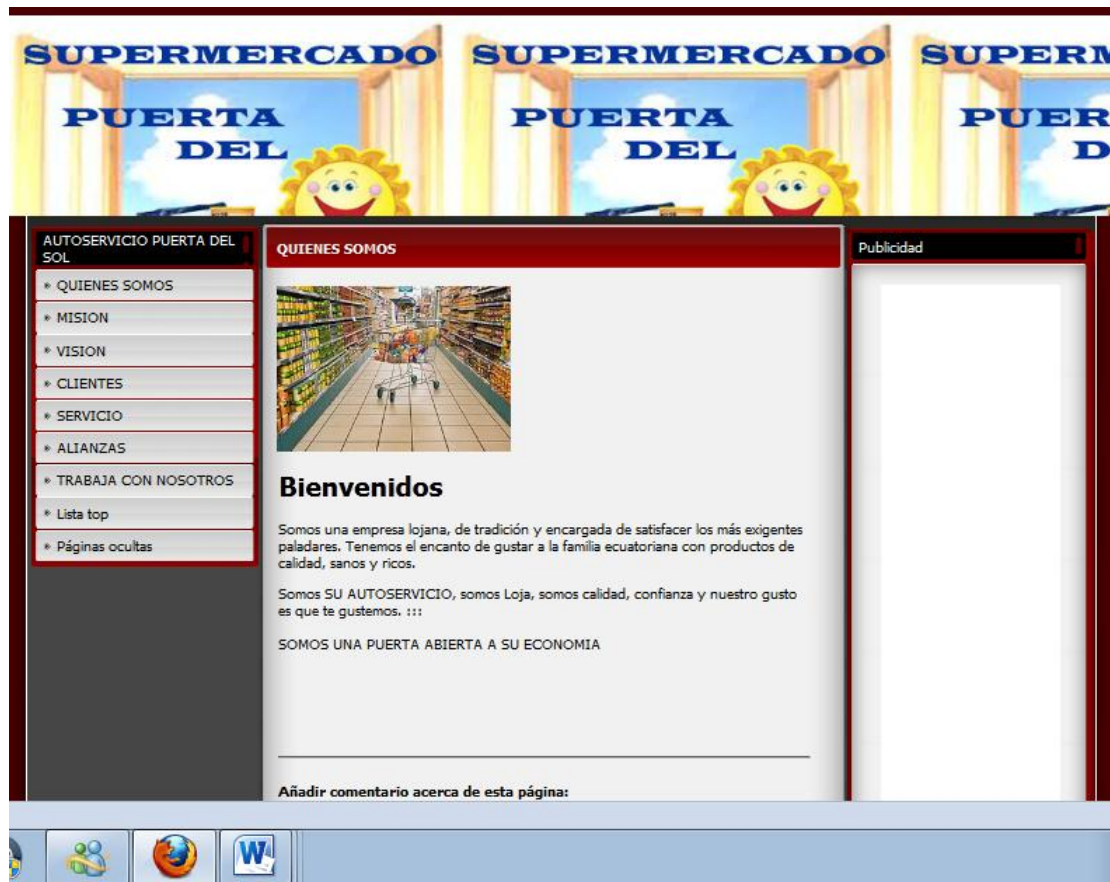 SUPERMERCADO SUPERMERCADO SUPERM
PUERTA PUERTA PUER
DEL DEL D
AUTOSERVICIO PUERTA DEL
SOL
» QUIENES SOMOS
» MISION
» VISION
» CLIENTES
» SERVICIO
» ALIANZAS
» TRABAJA CON NOSOTROS
» Lista top
» Páginas ocultas
QUIENES SOMOS
Bienvenidos
Somos una empresa lojana, de tradición y encargada de satisfacer los más exigentes
paladares. Tenemos el encanto de gustar a la familia ecuatoriana con productos de
calidad, sanos y ricos.
Somos SU AUTOSERVICIO, somos Loja, somos calidad, confianza y nuestro gusto
es que te gustemos. :::
SOMOS UNA PUERTA ABIERTA A SU ECONOMIA
Añadir comentario acerca de esta página:
Publicidad
W